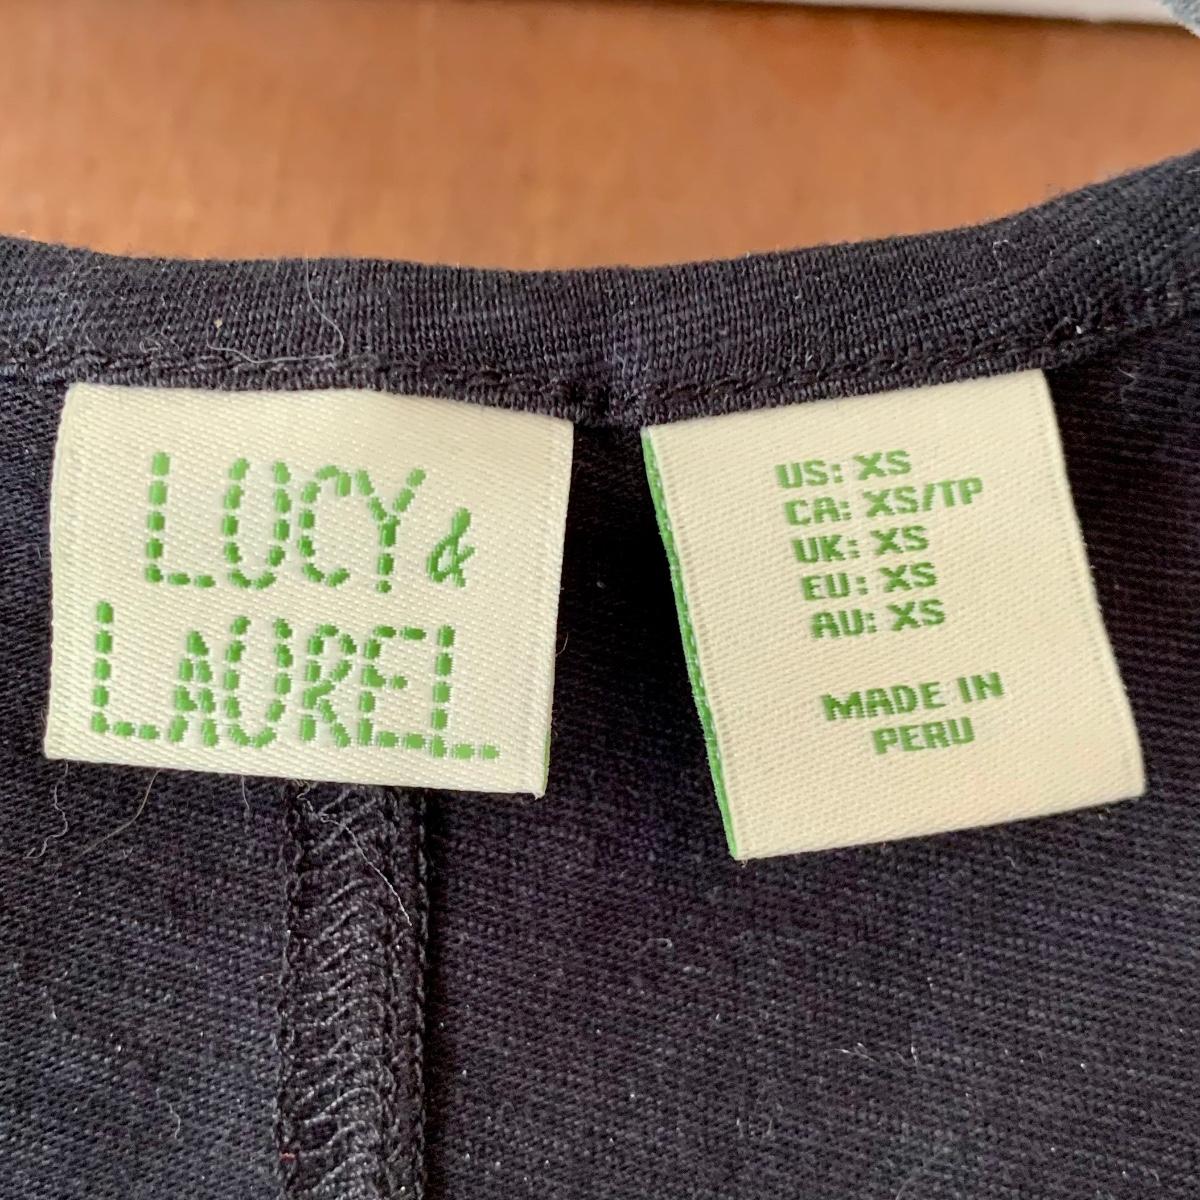 LUCY &
LAUREL
US: XS
CA: XS/TP
UK: XS
EU: XS
AU: XS
MADE IN
PERU